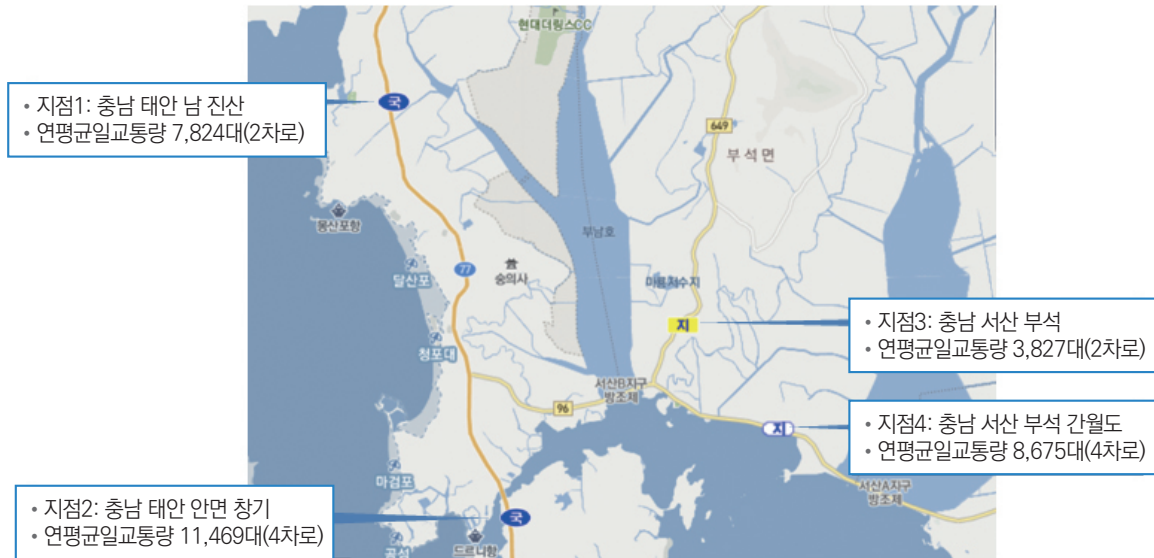 현대더링스CC
• 지점1: 충남 태안 남 진산
• 연평균일교통량 7,824대(2차로)
국
649
부석면
몽산포항
부남호
77
숭의사
달산포
마룡저수지
지
• 지점3: 충남 서산 부석
• 연평균일교통량 3,827대(2차로)
청포대
서산B지구
방조제
96
지
• 지점4: 충남 서산 부석 간월도
• 연평균일교통량 8,675대(4차로)
마검포
서산A지구
방조제
• 지점2: 충남 태안 안면 창기
• 연평균일교통량 11,469대(4차로)
국
드르니항